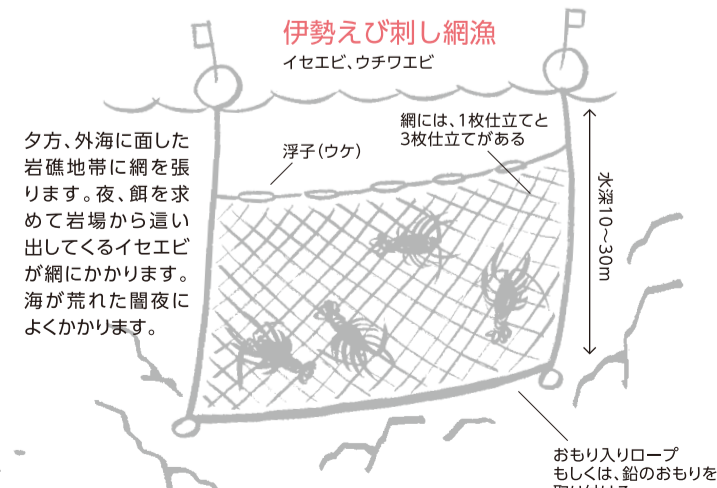 伊勢えび刺し網漁
イセエビ、ウチワエビ
夕方、外海に面した
岩礁地帯に網を張
ります。夜、餌を求
めて岩場から這い
出してくるイセエビ
が網にかかります。
海が荒れた闇夜に
よくかかります。
浮子（ウケ）
網には、1枚仕立てと
3枚仕立てがある
水深10～30m
おもり入りロープ
もしくは、鉛のおもりを